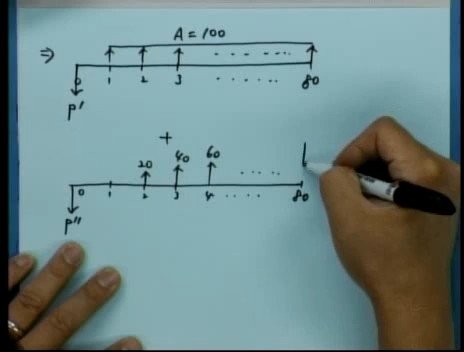 A = 100
⇒
0 1 2 3 ...... 80
P'
+
20 40 60 .....
0 1 2 3 4 .... 80
P"